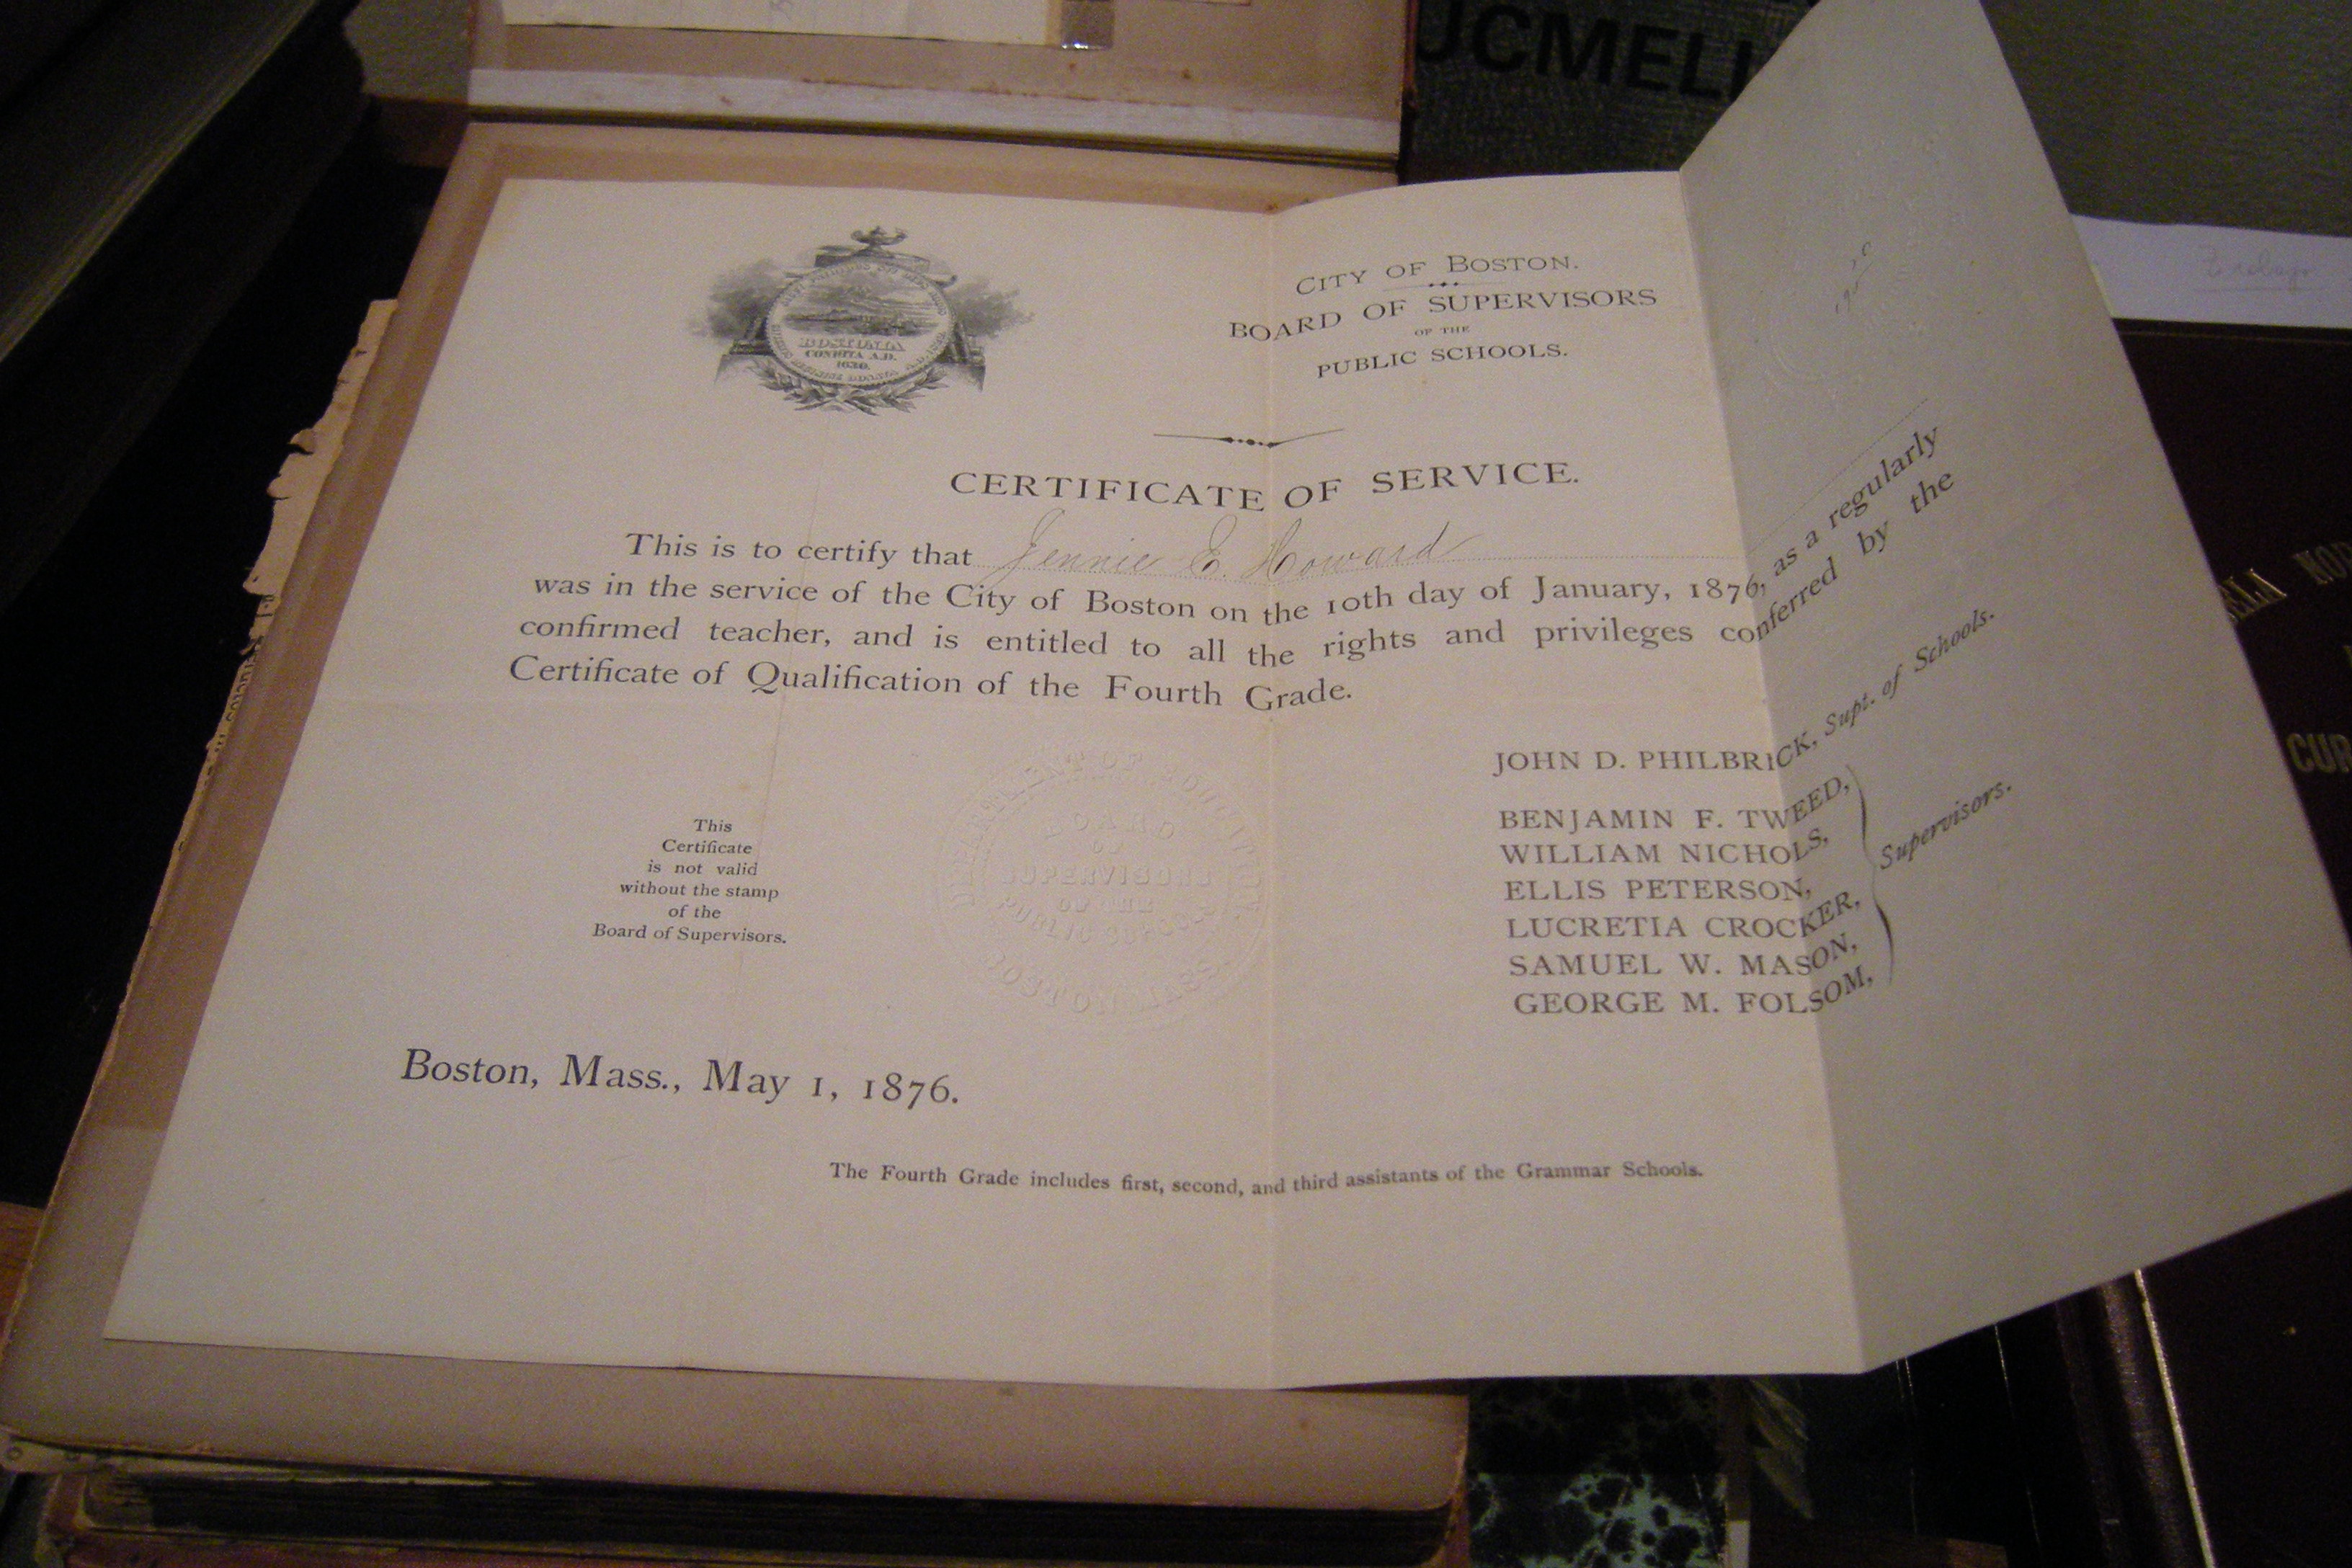 UCMELL
BOSTONIA
CONDITA A.D.
1630.
CITY OF BOSTON.
BOARD OF SUPERVISORS
OF THE
PUBLIC SCHOOLS.
CERTIFICATE OF SERVICE.
This is to certify that Jennie E. Howard
was in the service of the City of Boston on the 10th day of January, 1876, as a regularly
confirmed teacher, and is entitled to all the rights and privileges conferred by the
Certificate of Qualification of the Fourth Grade.
This
Certificate
is not valid
without the stamp
of the
Board of Supervisors.
BOARD
OF
SUPERVISORS
OF THE
PUBLIC SCHOOLS
BOSTON MASS.
JOHN D. PHILBRICK, Supt. of Schools.
BENJAMIN F. TWEED,
WILLIAM NICHOLS,
ELLIS PETERSON,
LUCRETIA CROCKER,
SAMUEL W. MASON,
GEORGE M. FOLSOM,
Supervisors.
Boston, Mass., May 1, 1876.
The Fourth Grade includes first, second, and third assistants of the Grammar Schools.
CUR